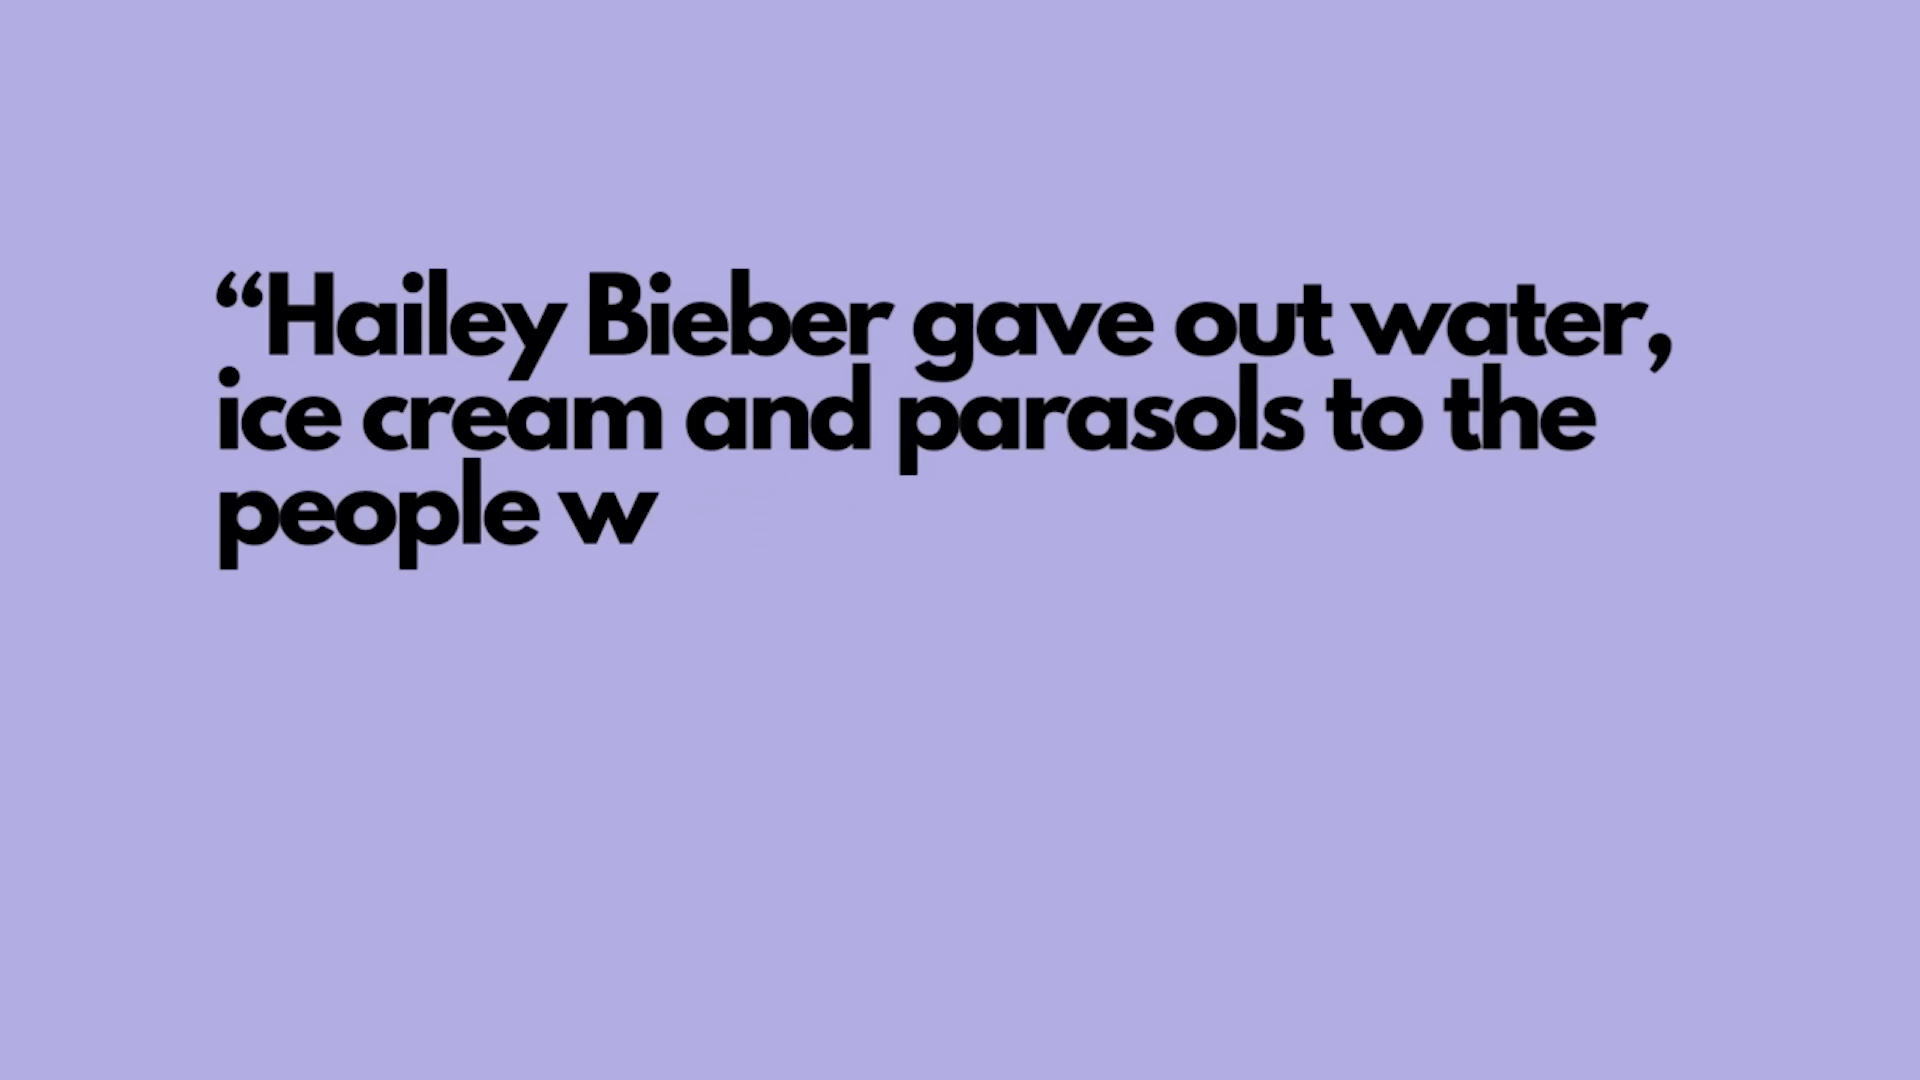 “Hailey Bieber gave out water,
ice cream and parasols to the
people w